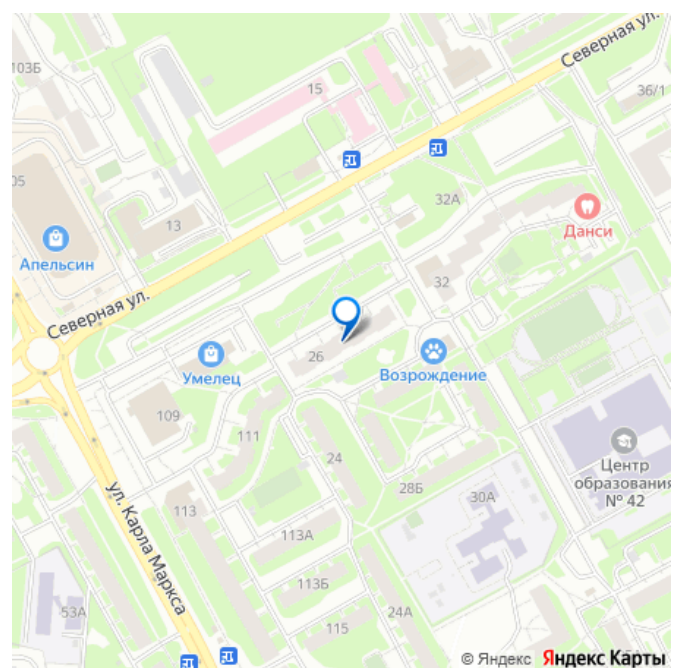 Северная ул.
103Б
15
36/1
05
32А
13
Данси
Апельсин
32
Северная ул.
26
Умелец
Возрождение
109
111
24
Центр
образования
№ 42
28Б
30А
ул. Карла Маркса
113
113А
53А
113Б
24А
115
© Яндекс Яндекс Карты